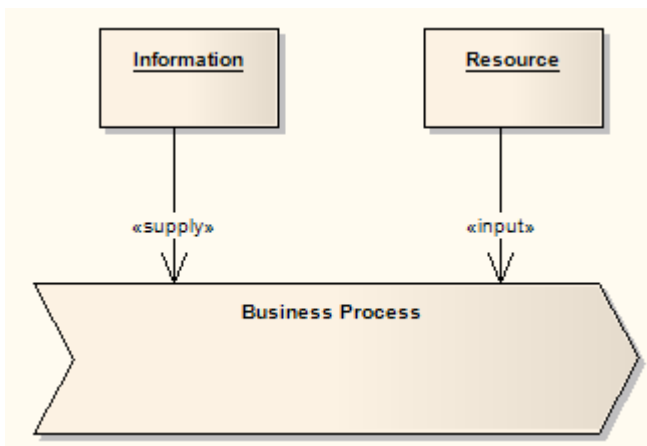 Information
Resource
«supply»
«input»
Business Process